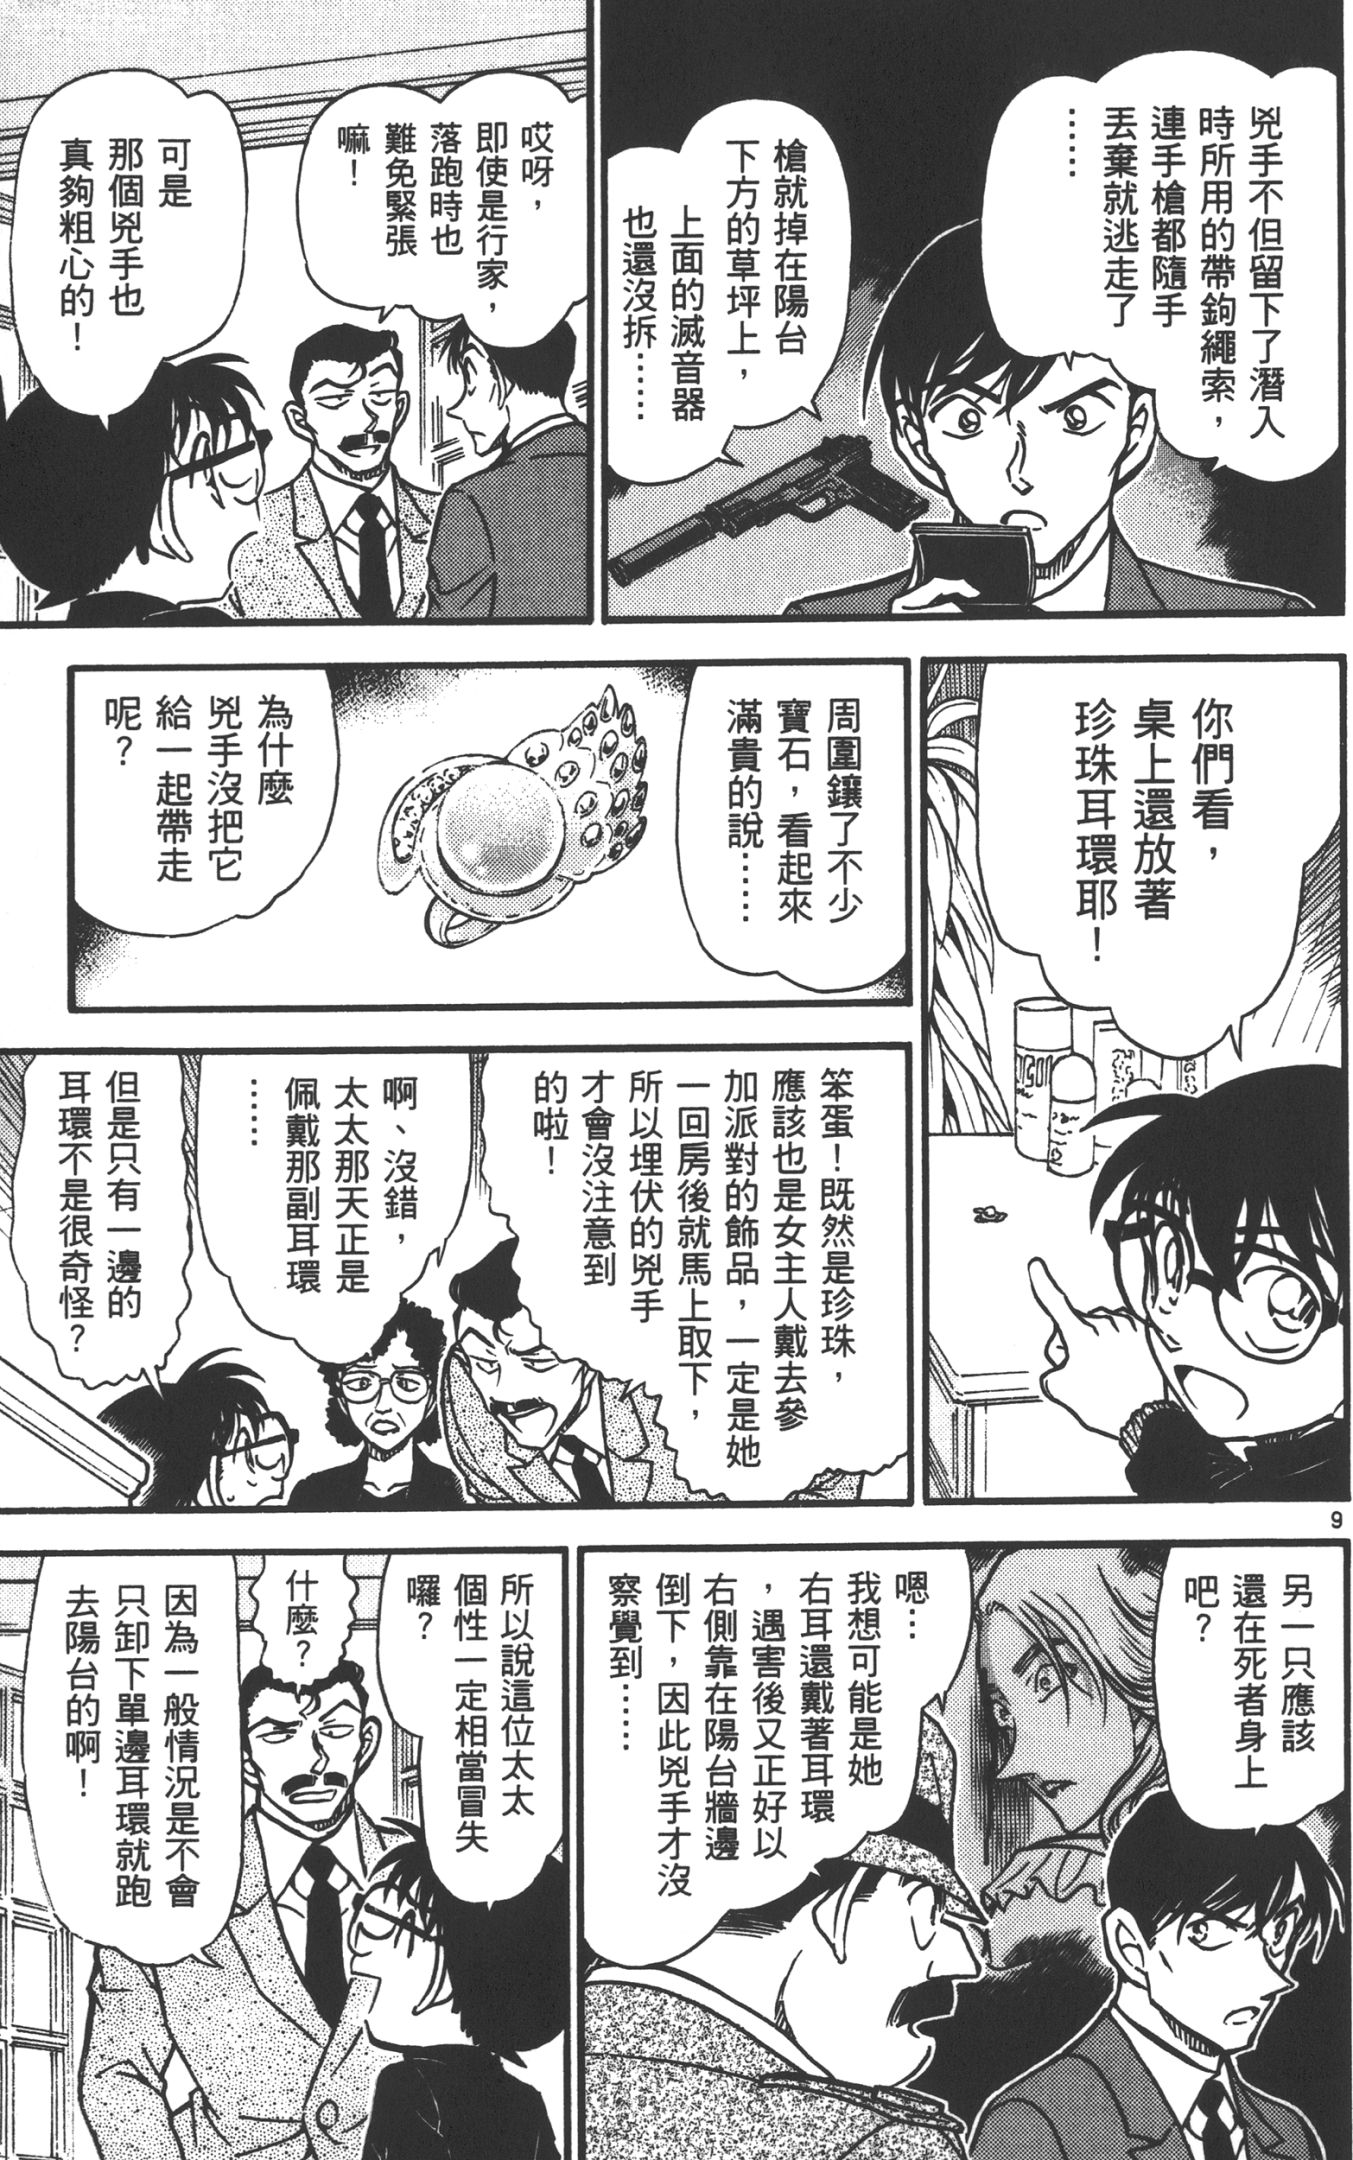 兇手不但留下了潛入
時所用的帶鉤繩索，
連手槍都隨手
丟棄就逃走了
……
槍就掉在陽台
下方的草坪上，
上面的滅音器
也還沒拆……
哎呀，
即使是行家，
落跑時也
難免緊張
嘛！
可是
那個兇手也
真夠粗心的！
你們看，
桌上還放著
珍珠耳環耶！
周圍鑲了不少
寶石，看起來
滿貴的說……
為什麼
兇手沒把它
給一起帶走
呢？
笨蛋！既然是珍珠，
應該也是女主人戴去參
加派對的飾品，一定是她
一回房後就馬上取下，
所以埋伏的兇手
才會沒注意到
的啦！
啊、沒錯，
太太那天正是
佩戴那副耳環
……
但是只有一邊的
耳環不是很奇怪？
9
另一只應該
還在死者身上
吧？
嗯…
我想可能是她
右耳還戴著耳環
，遇害後又正好以
右側靠在陽台牆邊
倒下，因此兇手才沒
察覺到……
所以說這位太太
個性一定相當冒失
囉？
什麼？
因為一般情況是不會
只卸下單邊耳環就跑
去陽台的啊！